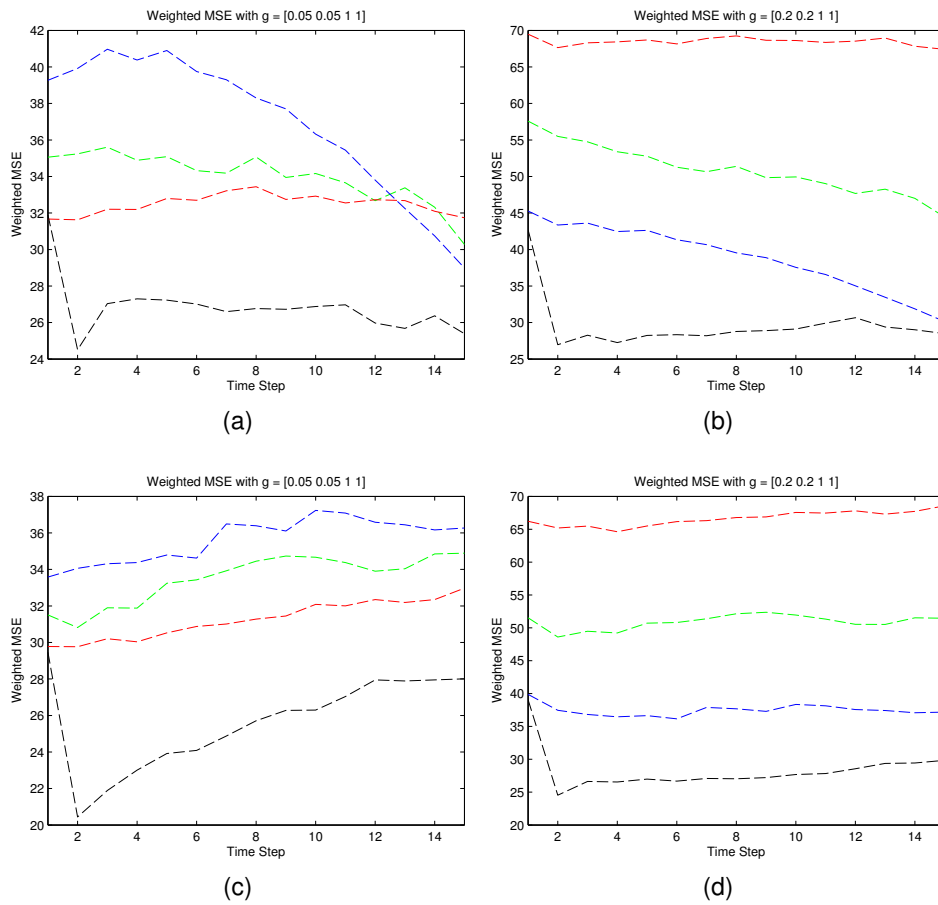 Weighted MSE with g = [0.05 0.05 1 1]
42
40
38
36
34
32
30
28
26
24
2 4 6 8 10 12 14
Weighted MSE
Time Step
(a)
Weighted MSE with g = [0.2 0.2 1 1]
70
65
60
55
50
45
40
35
30
25
2 4 6 8 10 12 14
Weighted MSE
Time Step
(b)
Weighted MSE with g = [0.05 0.05 1 1]
38
36
34
32
30
28
26
24
22
20
2 4 6 8 10 12 14
Weighted MSE
Time Step
(c)
Weighted MSE with g = [0.2 0.2 1 1]
70
65
60
55
50
45
40
35
30
25
20
2 4 6 8 10 12 14
Weighted MSE
Time Step
(d)